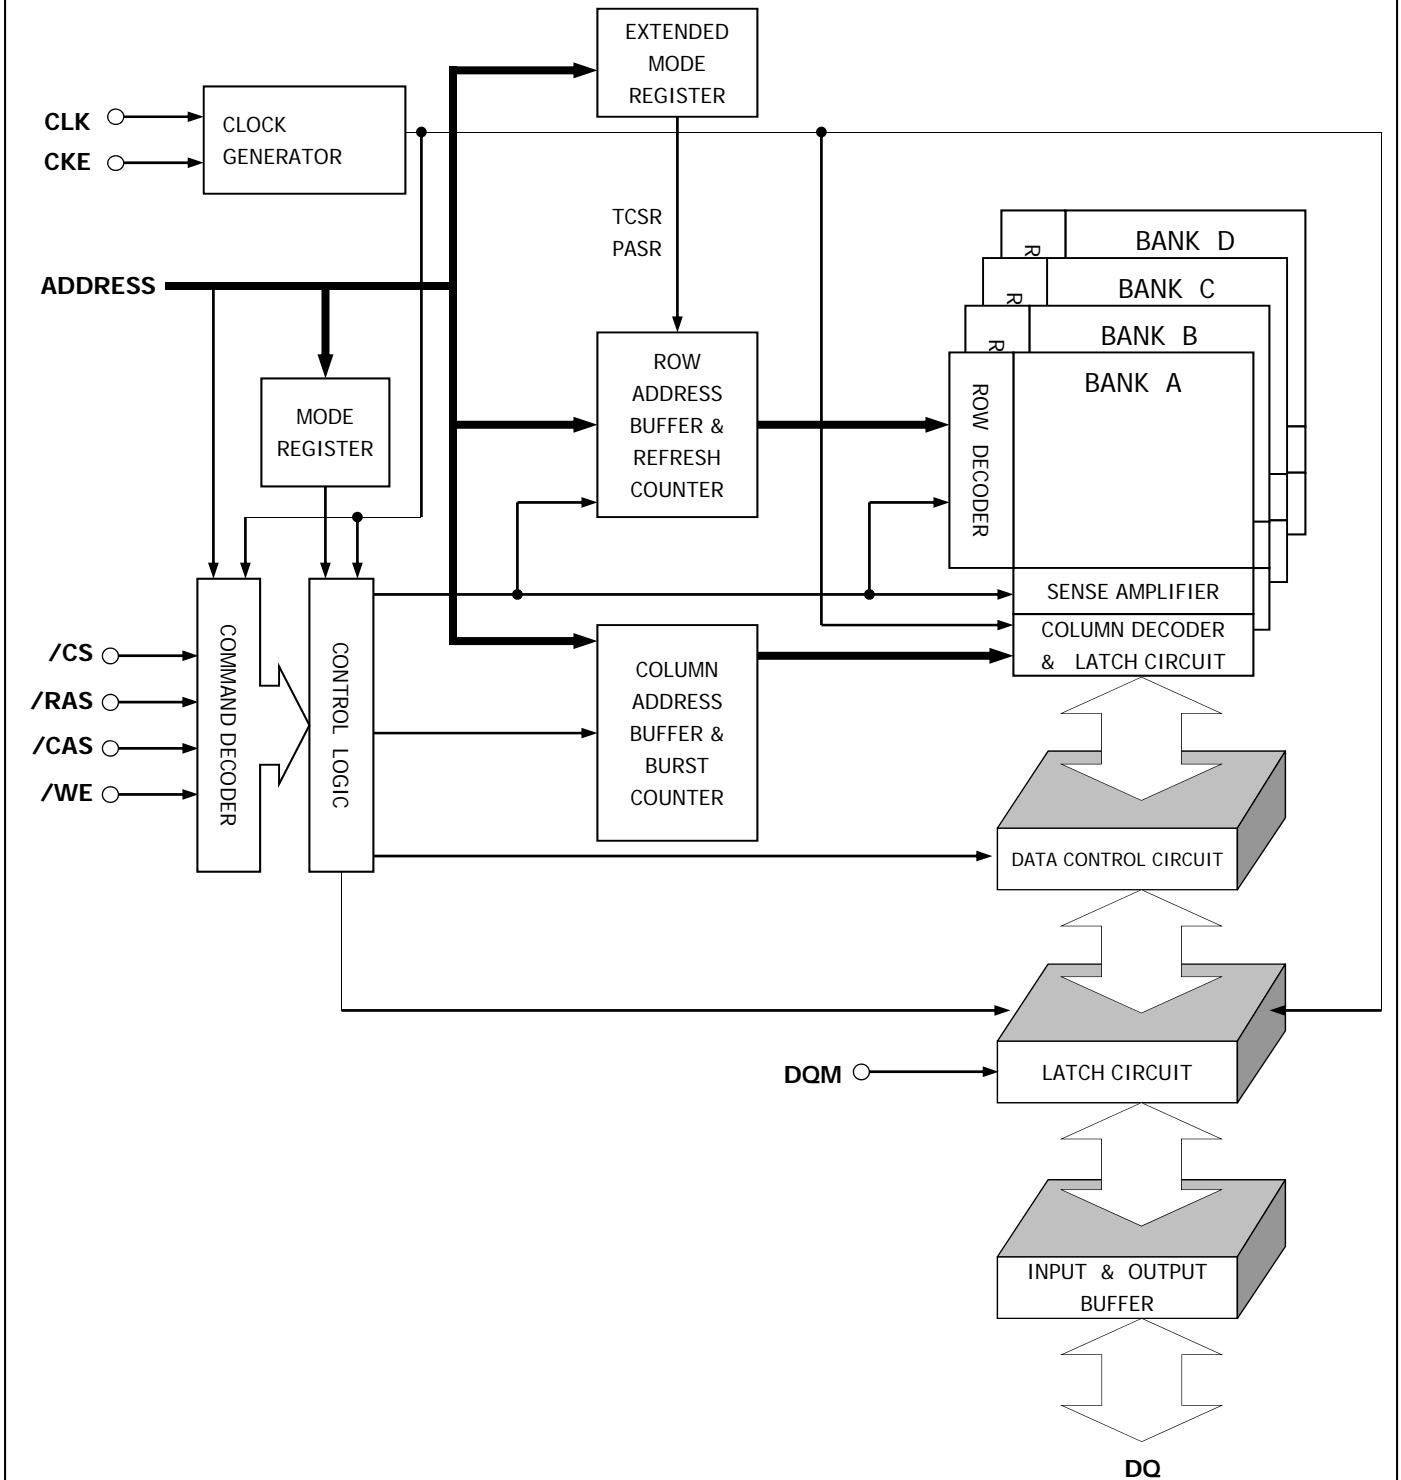 EXTENDED
MODE
REGISTER
CLK
CKE
CLOCK
GENERATOR
TCSR
PASR
ADDRESS
R
BANK D
R
BANK C
R
BANK B
ROW DECODER
BANK A
MODE
REGISTER
ROW
ADDRESS
BUFFER &
REFRESH
COUNTER
SENSE AMPLIFIER
COLUMN DECODER
& LATCH CIRCUIT
/CS
/RAS
/CAS
/WE
COMMAND DECODER
CONTROL LOGIC
COLUMN
ADDRESS
BUFFER &
BURST
COUNTER
DATA CONTROL CIRCUIT
DQM
LATCH CIRCUIT
INPUT & OUTPUT
BUFFER
DQ